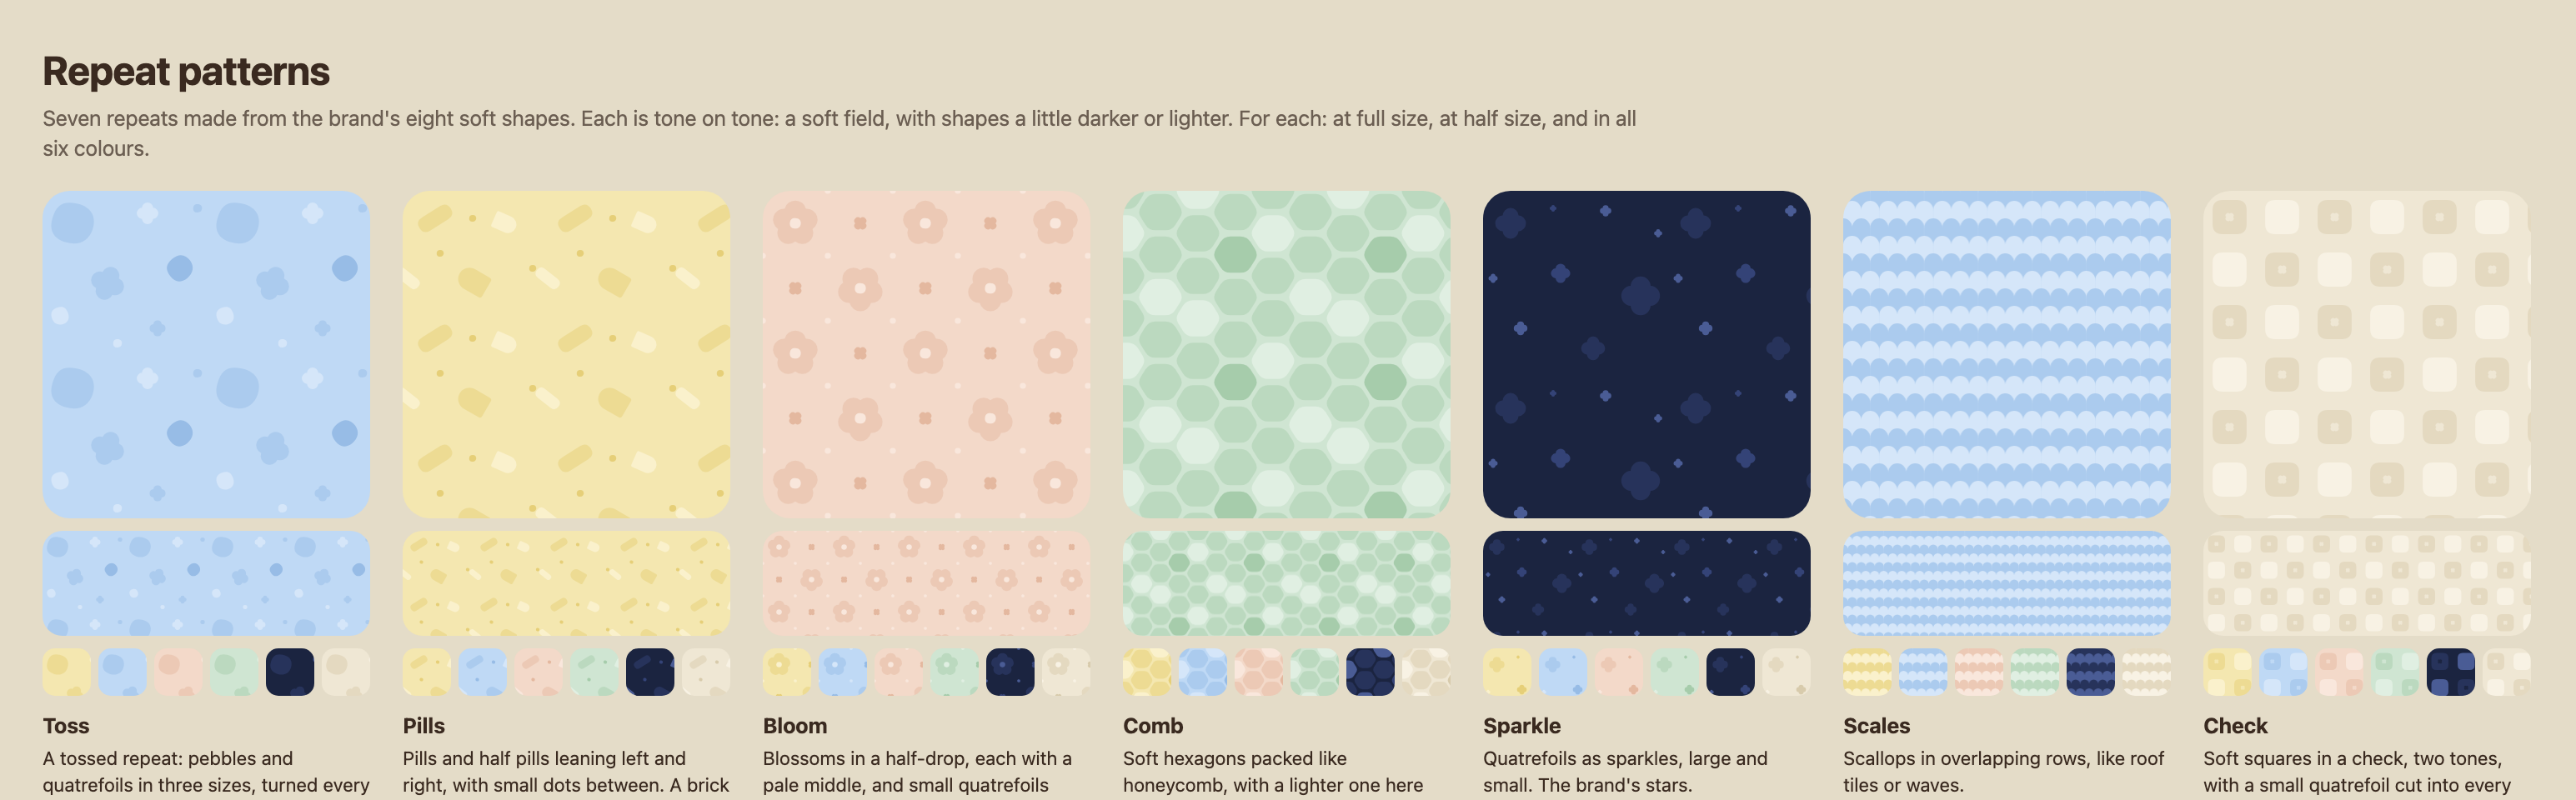 Repeat patterns
Seven repeats made from the brand's eight soft shapes. Each is tone on tone: a soft field, with shapes a little darker or lighter. For each: at full size, at half size, and in all
six colours.
Toss
A tossed repeat: pebbles and
quatrefoils in three sizes, turned every
Pills
Pills and half pills leaning left and
right, with small dots between. A brick
Bloom
Blossoms in a half-drop, each with a
pale middle, and small quatrefoils
Comb
Soft hexagons packed like
honeycomb, with a lighter one here
Sparkle
Quatrefoils as sparkles, large and
small. The brand's stars.
Scales
Scallops in overlapping rows, like roof
tiles or waves.
Check
Soft squares in a check, two tones,
with a small quatrefoil cut into every